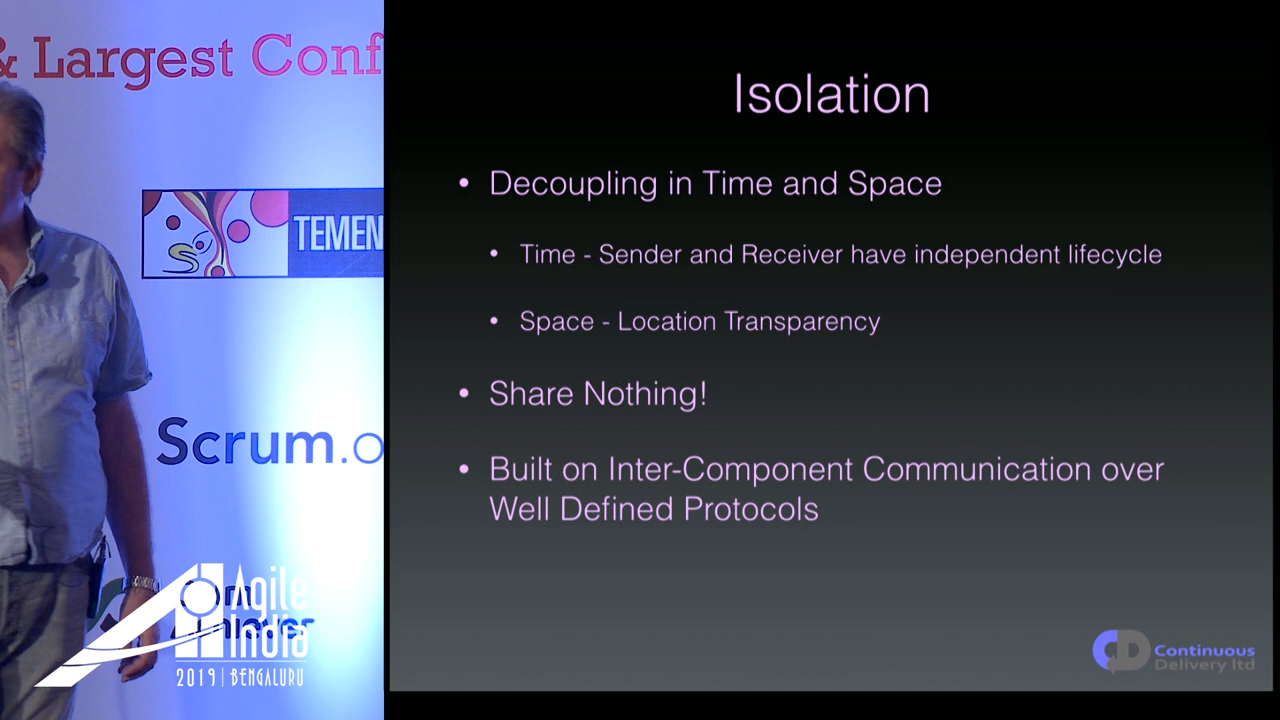 & Largest Conf
TEMEN
Scrum.o
Agile
India
2019 | BENGALURU
Isolation
• Decoupling in Time and Space
• Time - Sender and Receiver have independent lifecycle
• Space - Location Transparency
• Share Nothing!
• Built on Inter-Component Communication over
Well Defined Protocols
CD Continuous
Delivery ltd